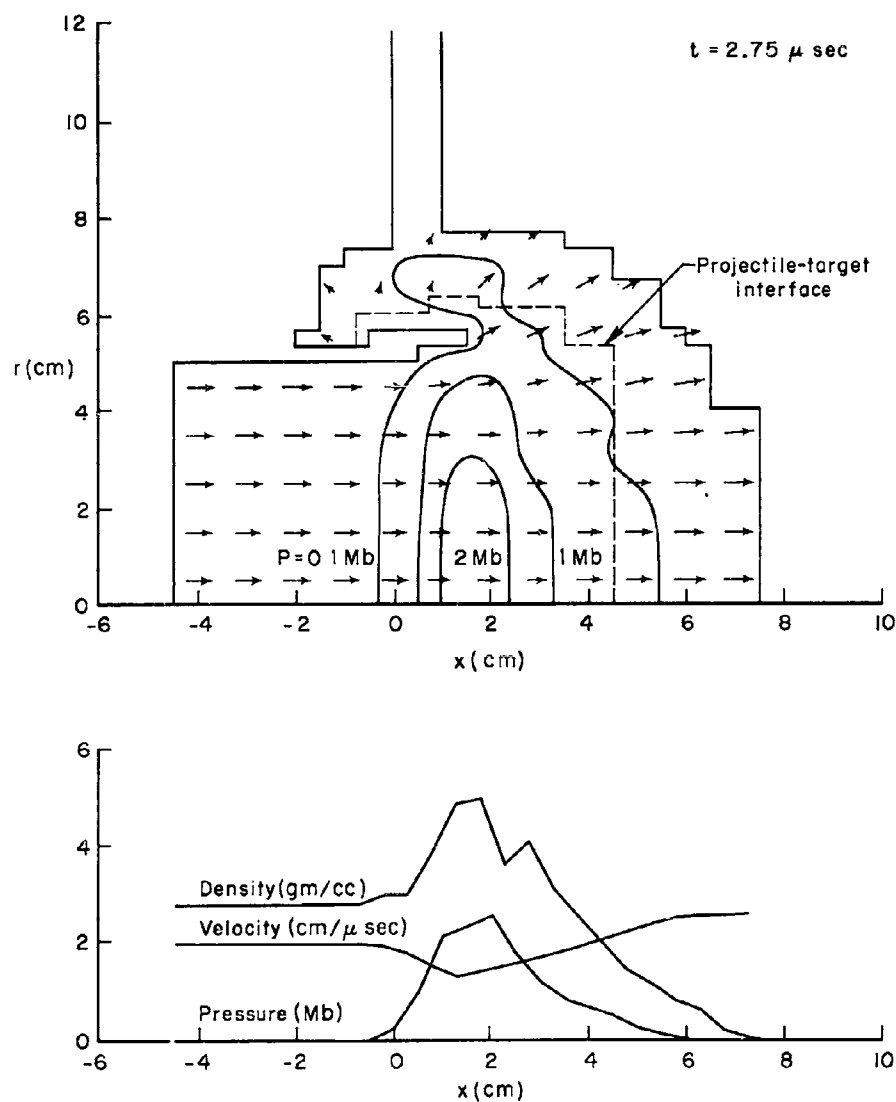 12
t = 2.75 μ sec
10
8
Projectile-target
interface
6
r (cm)
4
2
P=0 1 Mb
2 Mb
1 Mb
0
-6 -4 -2 0 2 4 6 8 10
x (cm)
6
4
Density (gm/cc)
Velocity (cm/μ sec)
2
Pressure (Mb)
0
-6 -4 -2 0 2 4 6 8 10
x (cm)